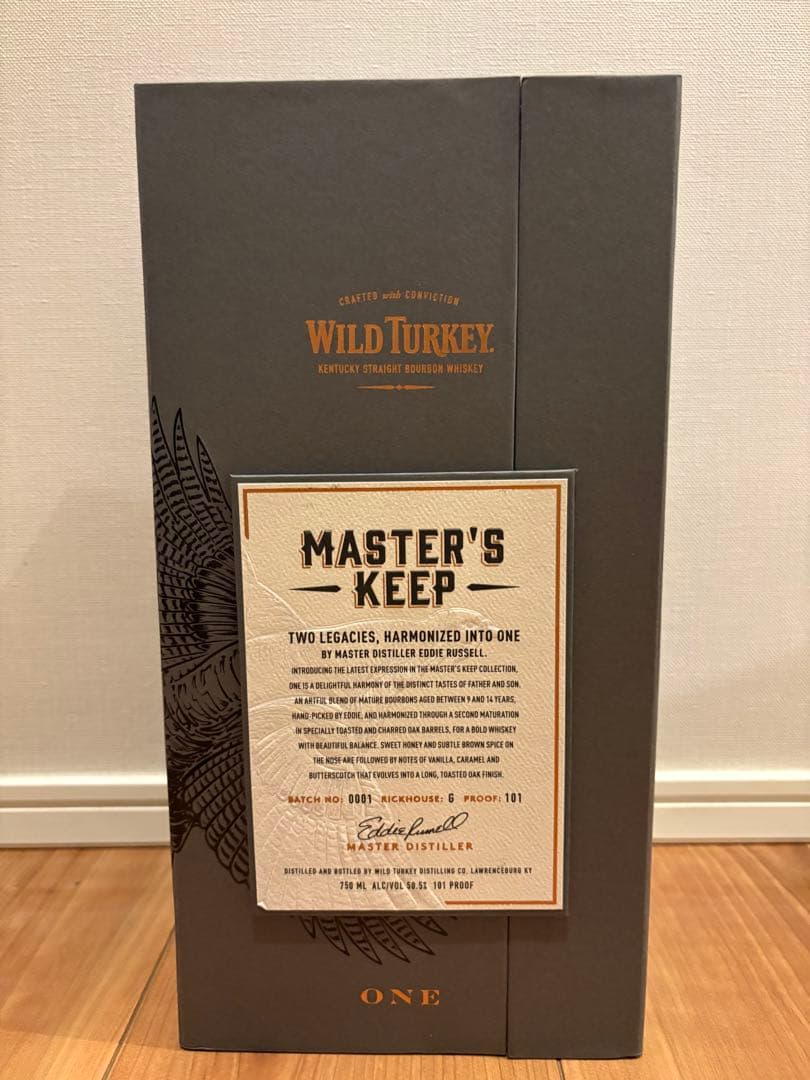 CRAFTED with CONVICTION
WILD TURKEY.
KENTUCKY STRAIGHT BOURBON WHISKEY
MASTER'S
KEEP
TWO LEGACIES, HARMONIZED INTO ONE
BY MASTER DISTILLER EDDIE RUSSELL.
INTRODUCING THE LATEST EXPRESSION IN THE MASTER'S KEEP COLLECTION,
ONE IS A DELIGHTFUL HARMONY OF THE DISTINCT TASTES OF FATHER AND SON.
AN ARTFUL BLEND OF MATURE BOURBONS AGED BETWEEN 9 AND 14 YEARS,
HAND-PICKED BY EDDIE, AND HARMONIZED THROUGH A SECOND MATURATION
IN SPECIALLY TOASTED AND CHARRED OAK BARRELS, FOR A BOLD WHISKEY
WITH BEAUTIFUL BALANCE. SWEET HONEY AND SUBTLE BROWN SPICE ON
THE NOSE ARE FOLLOWED BY NOTES OF VANILLA, CARAMEL AND
BUTTERSCOTCH THAT EVOLVES INTO A LONG, TOASTED OAK FINISH.
BATCH NO: 0001 RICKHOUSE: G PROOF: 101
Eddie Russell
MASTER DISTILLER
DISTILLED AND BOTTLED BY WILD TURKEY DISTILLING CO. LAWRENCEBURG KY
750 ML ALC/VOL 50.5% 101 PROOF
ONE